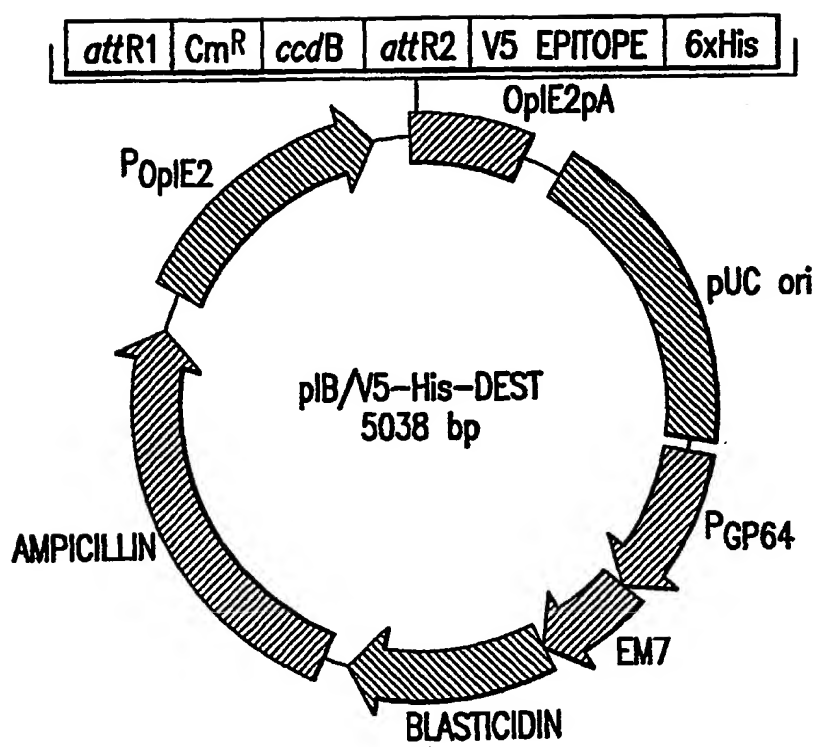 attR1 CmR ccdB attR2 V5 EPITOPE 6xHis
OpIE2pA
POpIE2
pUC ori
pIB/V5-His-DEST
5038 bp
AMPICILLIN
PGP64
EM7
BLASTICIDIN